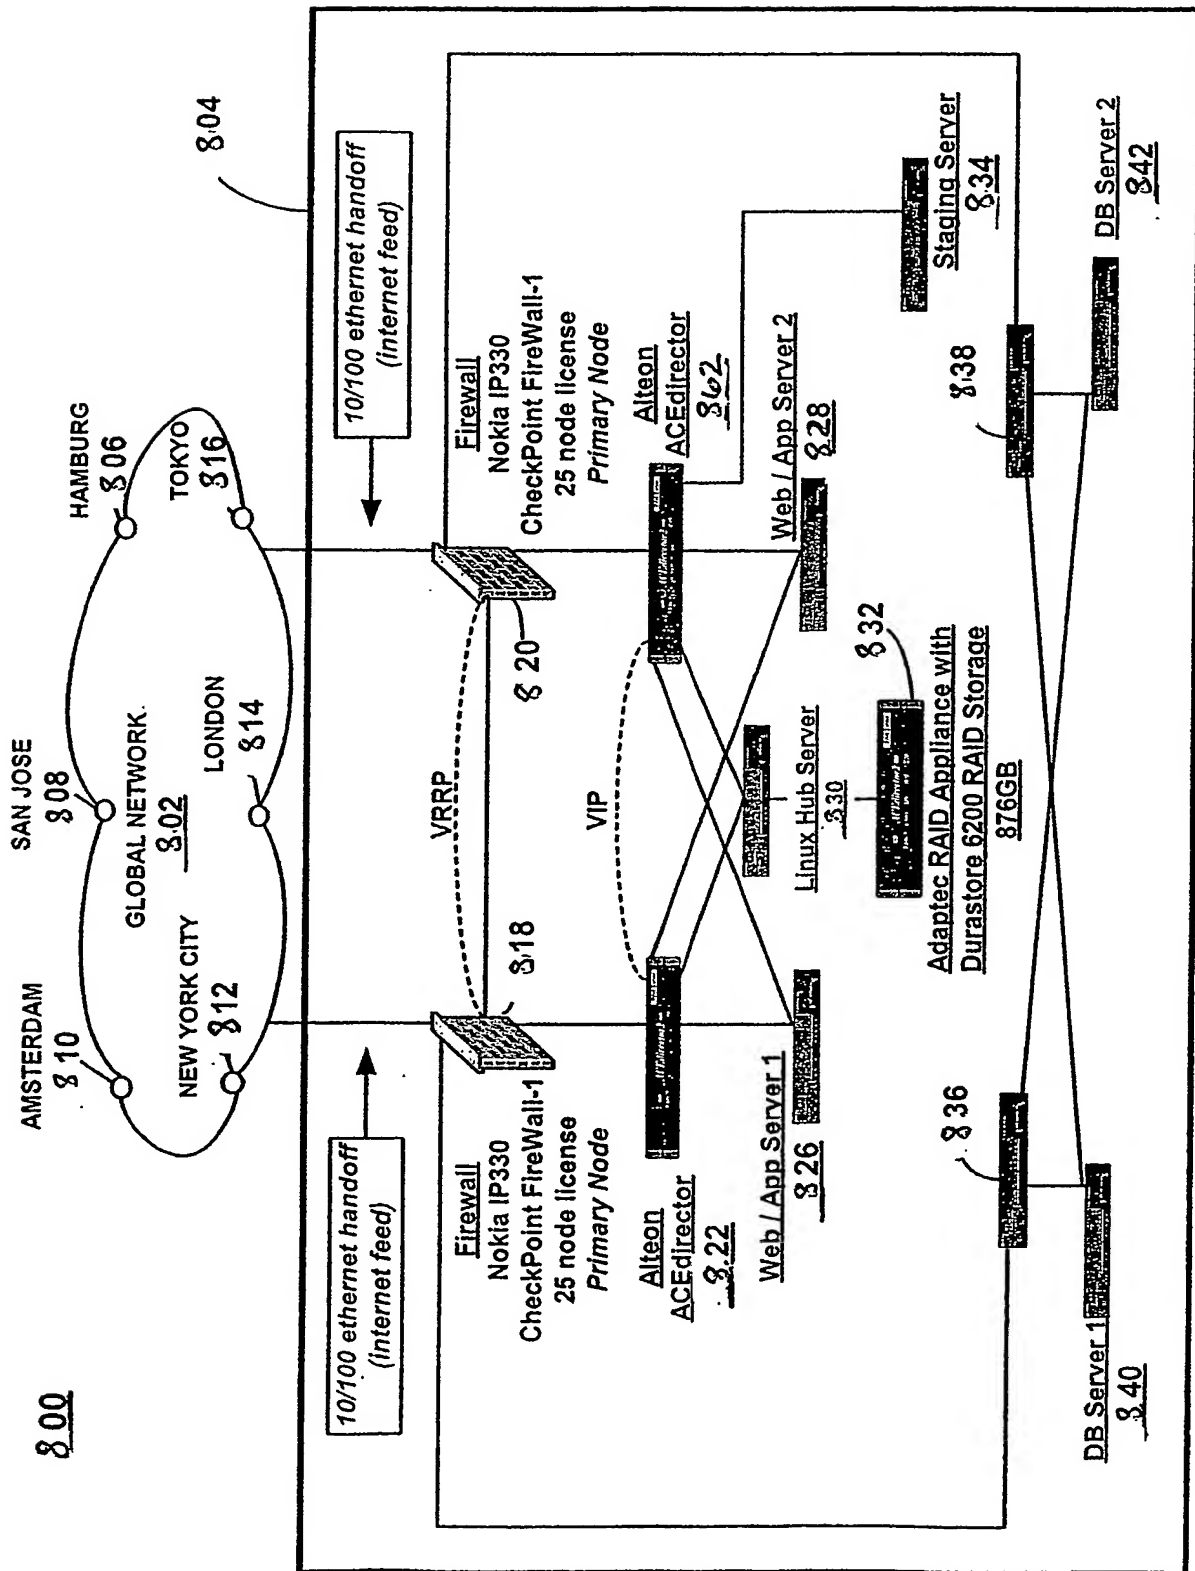 800
AMSTERDAM
810
SAN JOSE
808
HAMBURG
806
GLOBAL NETWORK.
802
NEW YORK CITY
812
LONDON
814
TOKYO
816
804
10/100 ethernet handoff
(internet feed)
10/100 ethernet handoff
(internet feed)
Firewall
Nokia IP330
CheckPoint FireWall-1
25 node license
Primary Node
818
VRRP
820
Firewall
Nokia IP330
CheckPoint FireWall-1
25 node license
Primary Node
Alteon
ACEdirector
822
VIP
Alteon
ACEdirector
862
Web / App Server 1
826
Web / App Server 2
828
Linux Hub Server
830
832
Adaptec RAID Appliance with
Durastore 6200 RAID Storage
876GB
Staging Server
834
836
838
DB Server 1
840
DB Server 2
842